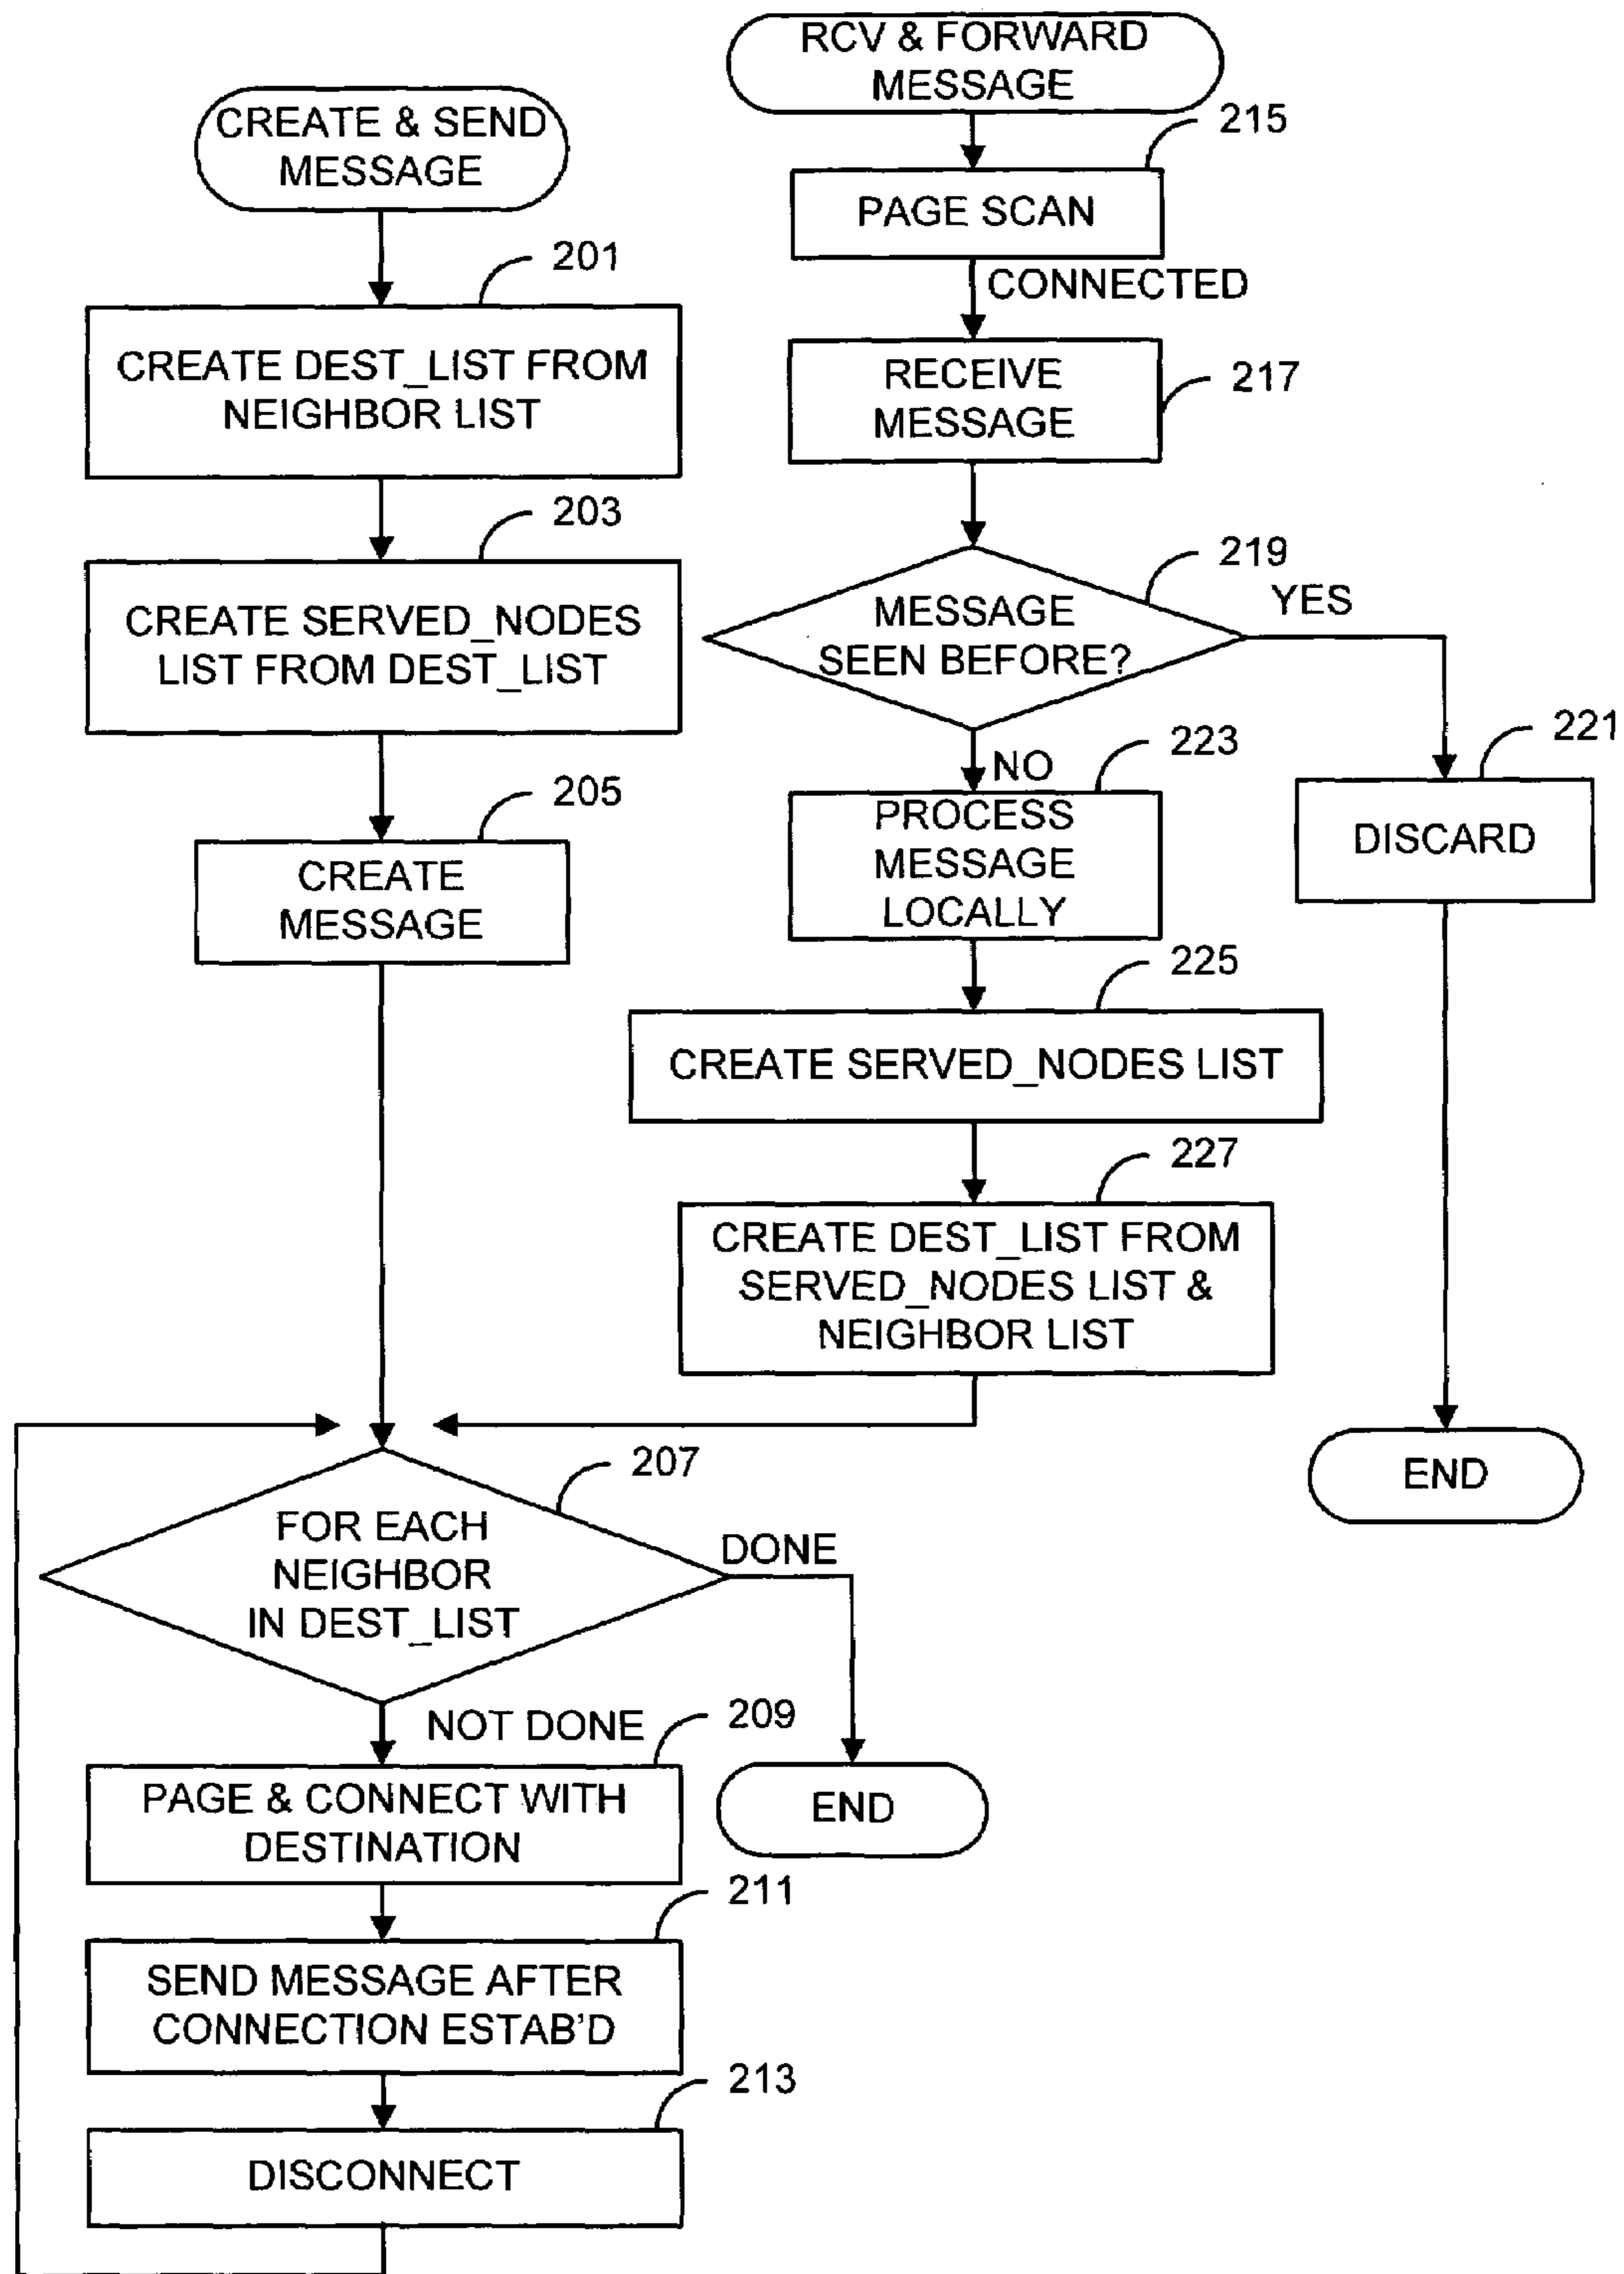 CREATE & SEND
MESSAGE
201
CREATE DEST_LIST FROM
NEIGHBOR LIST
203
CREATE SERVED_NODES
LIST FROM DEST_LIST
205
CREATE
MESSAGE
RCV & FORWARD
MESSAGE
215
PAGE SCAN
CONNECTED
RECEIVE
MESSAGE
217
219
MESSAGE
SEEN BEFORE?
YES
221
DISCARD
END
NO
223
PROCESS
MESSAGE
LOCALLY
225
CREATE SERVED_NODES LIST
227
CREATE DEST_LIST FROM
SERVED_NODES LIST &
NEIGHBOR LIST
207
FOR EACH
NEIGHBOR
IN DEST_LIST
DONE
END
NOT DONE
209
PAGE & CONNECT WITH
DESTINATION
211
SEND MESSAGE AFTER
CONNECTION ESTAB'D
213
DISCONNECT